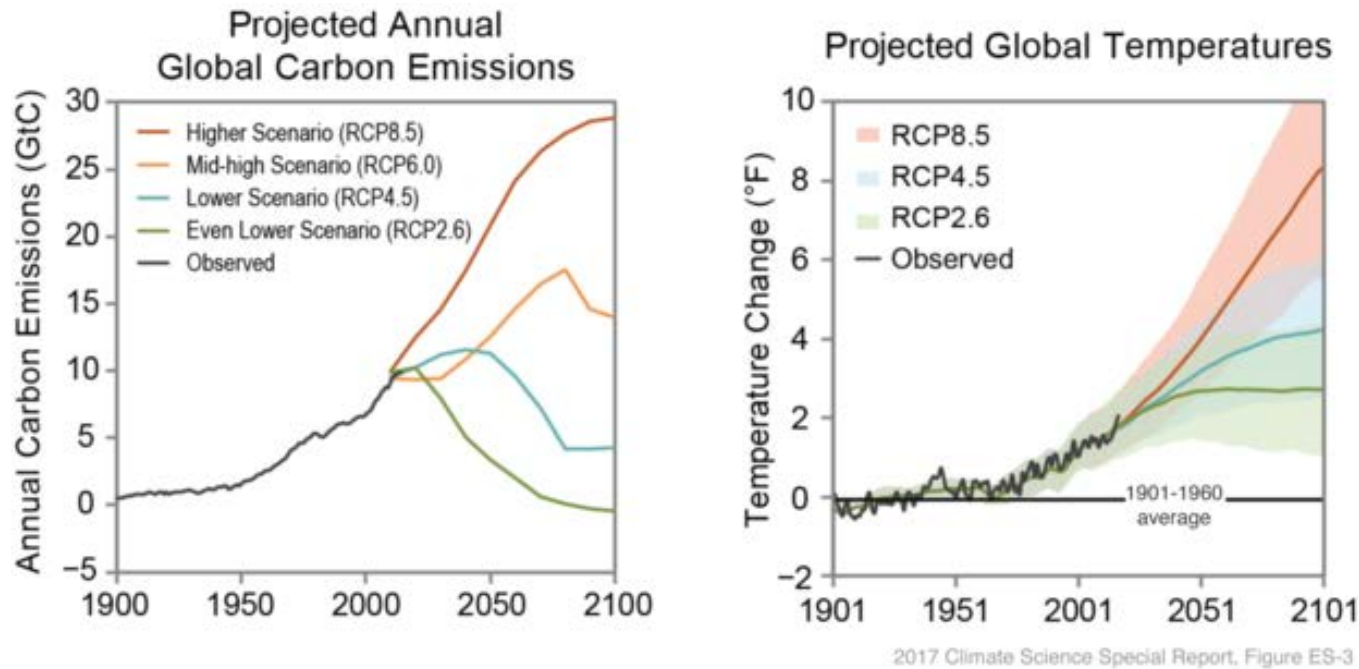 Projected Annual
Global Carbon Emissions
Annual Carbon Emissions (GtC)
30
25
20
15
10
5
0
−5
Higher Scenario (RCP8.5)
Mid-high Scenario (RCP6.0)
Lower Scenario (RCP4.5)
Even Lower Scenario (RCP2.6)
Observed
1900
1950
2000
2050
2100
Projected Global Temperatures
Temperature Change (°F)
10
8
6
4
2
0
−2
RCP8.5
RCP4.5
RCP2.6
Observed
1901-1960
average
1901
1951
2001
2051
2101
2017 Climate Science Special Report, Figure ES-3